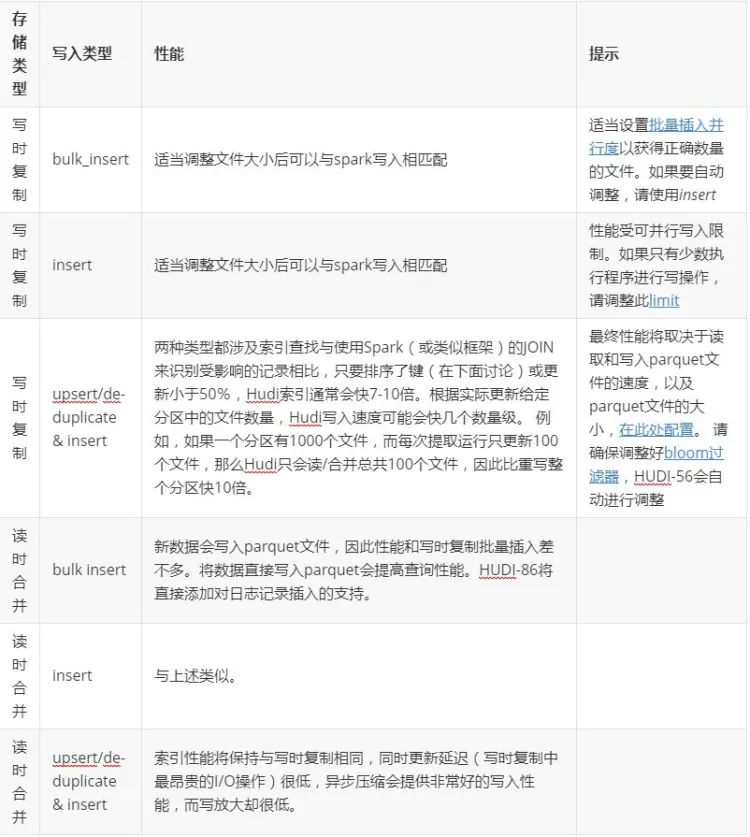 存
储
类
型
写入类型
性能
提示
写
时
复
制
bulk_insert
适当调整文件大小后可以与spark写入相匹配
适当设置批量插入并
行度以获得正确数量
的文件。如果要自动
调整，请使用insert
写
时
复
制
insert
适当调整文件大小后可以与spark写入相匹配
性能受可并行写入限
制。如果只有少数执
行程序进行写操作，
请调整此limit
写
时
复
制
upsert/de-
duplicate
& insert
两种类型都涉及索引查找与使用Spark（或类似框架）的JOIN
来识别受影响的记录相比，只要排序了键（在下面讨论）或更
新小于50%，Hudi索引通常会快7-10倍。根据实际更新给定
分区中的文件数量，Hudi写入速度可能会快几个数量级。 例
如，如果一个分区有1000个文件，而每次提取运行只更新100
个文件，那么Hudi只会读/合并总共100个文件，因此比重写整
个分区快10倍。
最终性能将取决于读
取和写入parquet文
件的速度，以及
parquet文件的大
小，在此处配置。 请
确保调整好bloom过
滤器，HUDI-56会自
动进行调整
读
时
合
并
bulk insert
新数据会写入parquet文件，因此性能和写时复制批量插入差
不多。将数据直接写入parquet会提高查询性能。HUDI-86将
直接添加对日志记录插入的支持。
读
时
合
并
insert
与上述类似。
读
时
合
并
upsert/de-
duplicate
& insert
索引性能将保持与写时复制相同，同时更新延迟（写时复制中
最昂贵的I/O操作）很低，异步压缩会提供非常好的写入性
能，而写放大却很低。